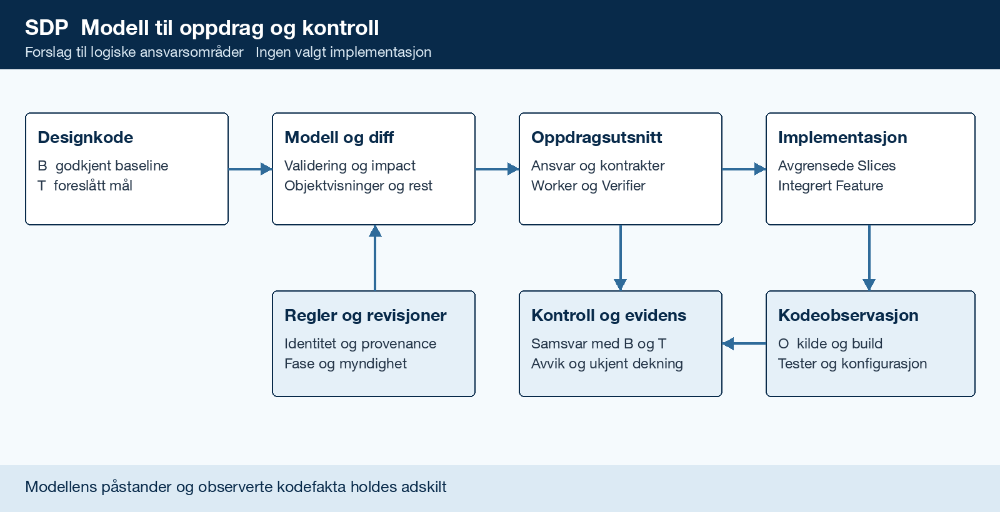 SDP  Modell til oppdrag og kontroll
Forslag til logiske ansvarsområder   Ingen valgt implementasjon
Designkode
B  godkjent baseline
T  foreslått mål
Modell og diff
Validering og impact
Objektvisninger og rest
Oppdragsutsnitt
Ansvar og kontrakter
Worker og Verifier
Implementasjon
Avgrensede Slices
Integrert Feature
Regler og revisjoner
Identitet og provenance
Fase og myndighet
Kontroll og evidens
Samsvar med B og T
Avvik og ukjent dekning
Kodeobservasjon
O  kilde og build
Tester og konfigurasjon
Modellens påstander og observerte kodefakta holdes adskilt